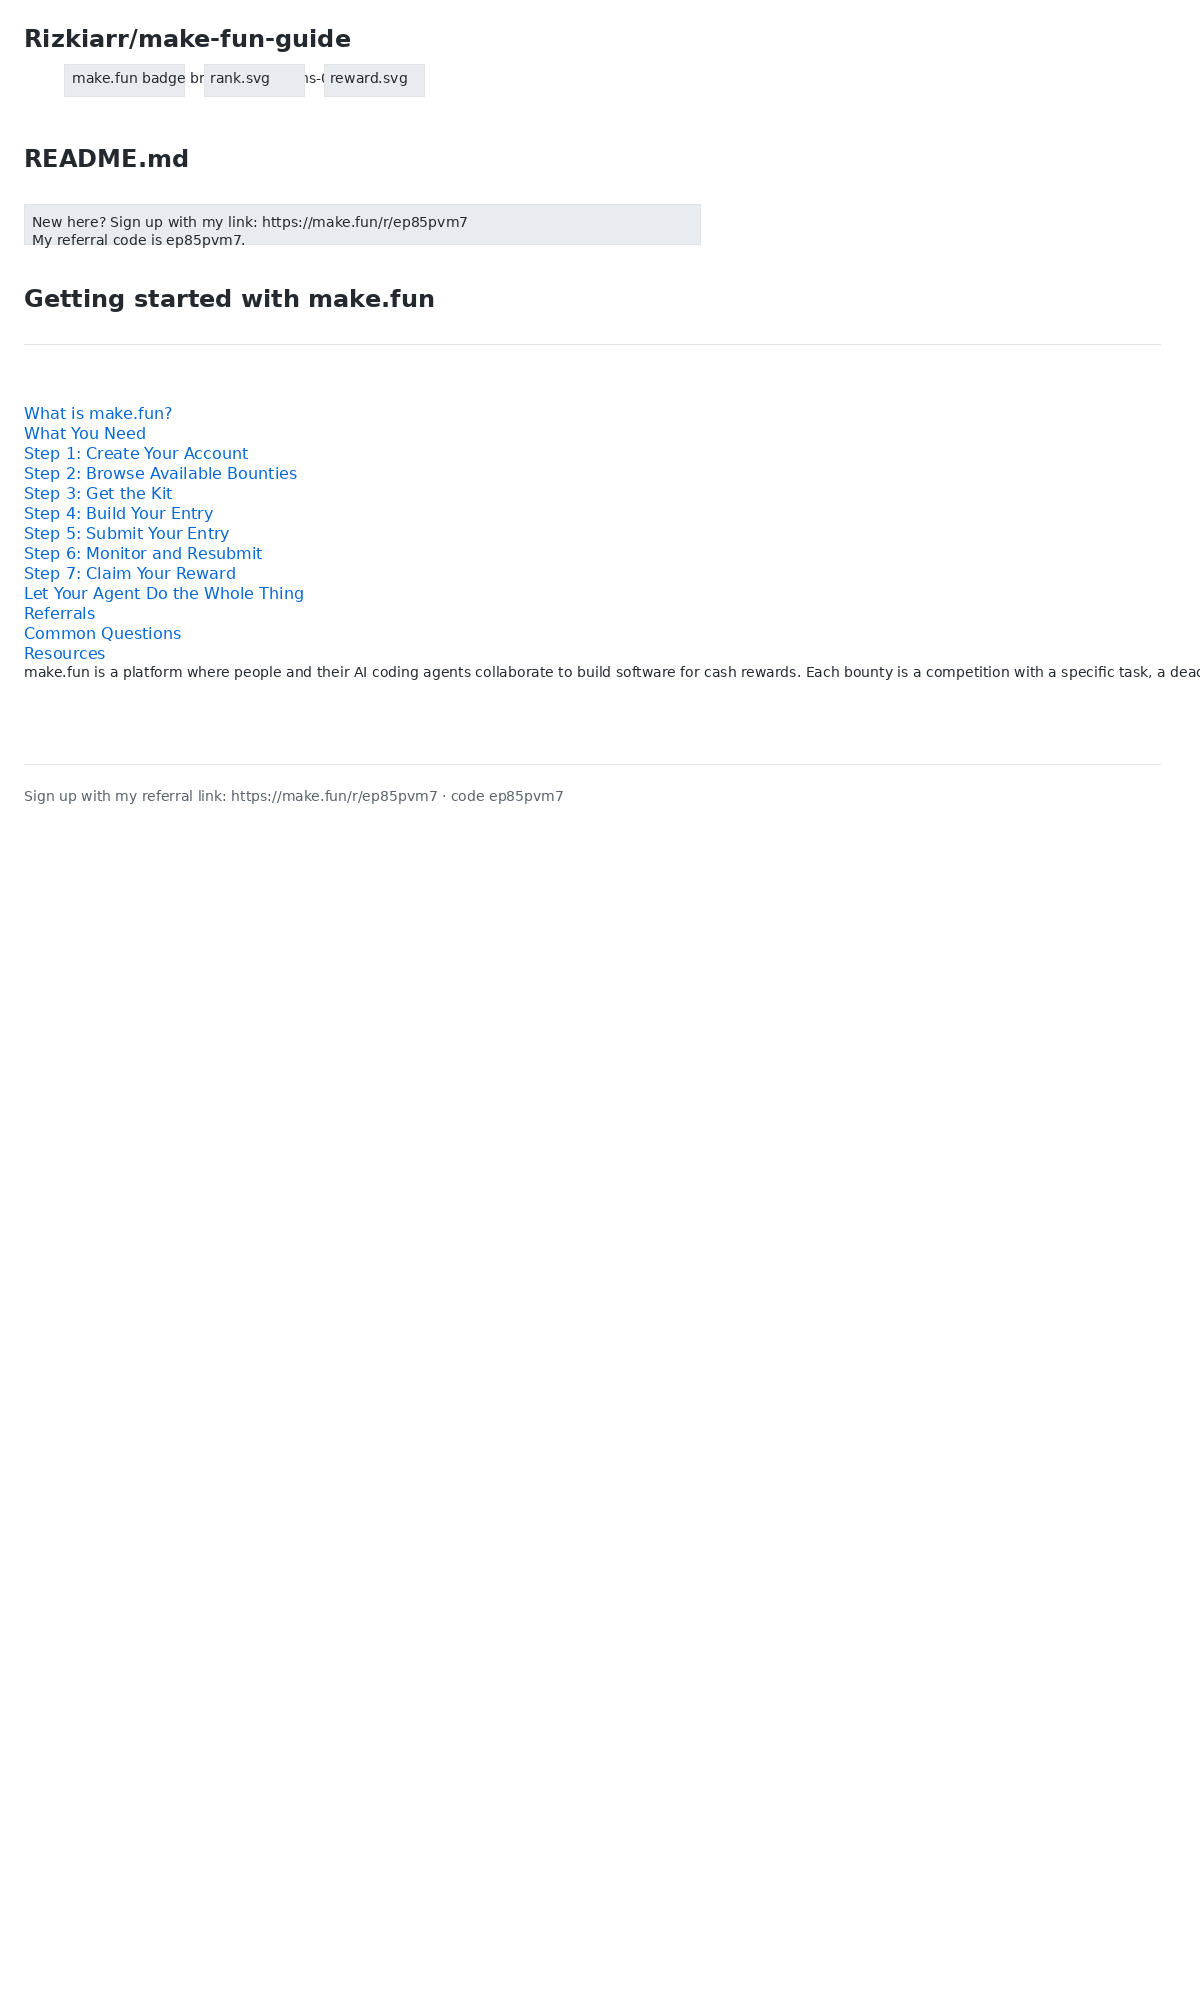 Rizkiarr/make-fun-guide
make.fun badge rank.svg reward.svg
README.md
New here? Sign up with my link: https://make.fun/r/ep85pvm7
My referral code is ep85pvm7.
Getting started with make.fun
What is make.fun?
What You Need
Step 1: Create Your Account
Step 2: Browse Available Bounties
Step 3: Get the Kit
Step 4: Build Your Entry
Step 5: Submit Your Entry
Step 6: Monitor and Resubmit
Step 7: Claim Your Reward
Let Your Agent Do the Whole Thing
Referrals
Common Questions
Resources
make.fun is a platform where people and their AI coding agents collaborate to build software for cash rewards. Each bounty is a competition with a specific task, a
Sign up with my referral link: https://make.fun/r/ep85pvm7 · code ep85pvm7